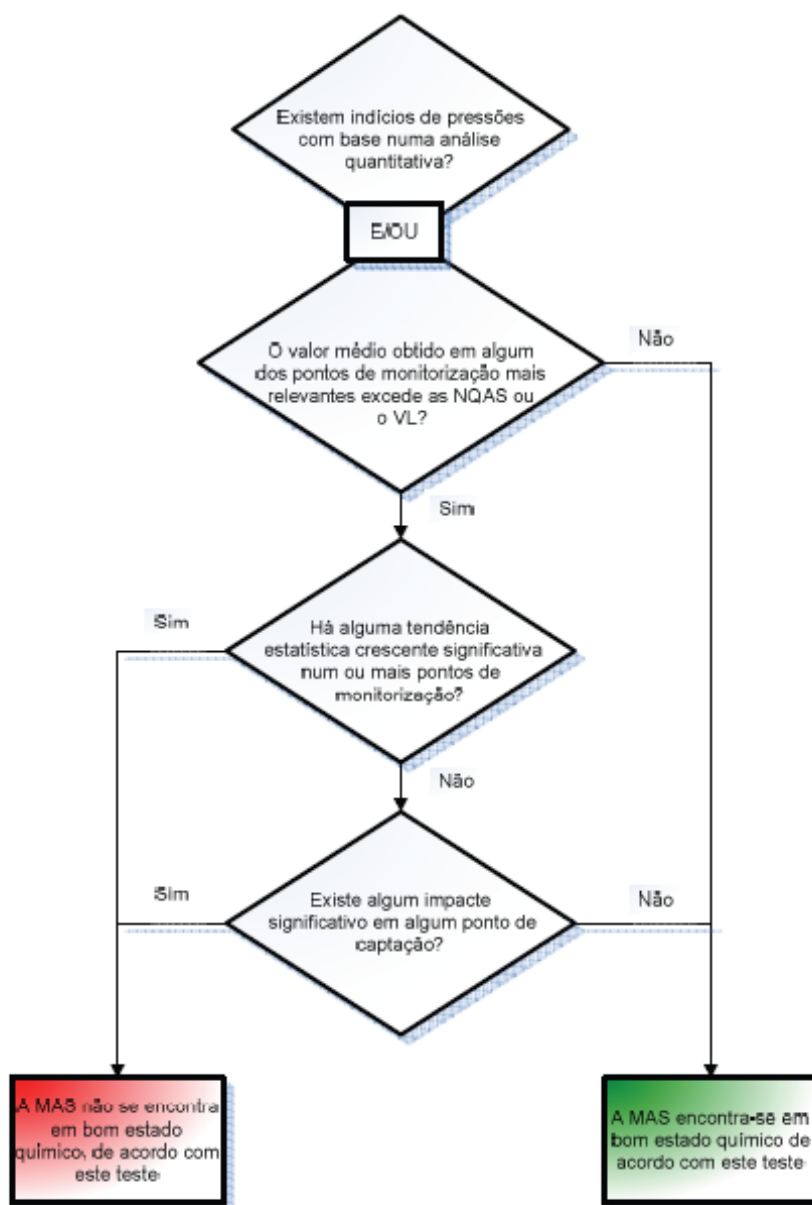 Existem indícios de pressões
com base numa análise
quantitativa?
E/OU
Não
O valor médio obtido em algum
dos pontos de monitorização mais
relevantes excede as NQAS ou
o VL?
Sim
Sim
Há alguma tendência
estatística crescente significativa
num ou mais pontos de
monitorização?
Não
Sim
Não
Existe algum impacte
significativo em algum ponto de
captação?
A MAS não se encontra
em bom estado
químico, de acordo com
este teste
A MAS encontra-se em
bom estado químico de
acordo com este teste